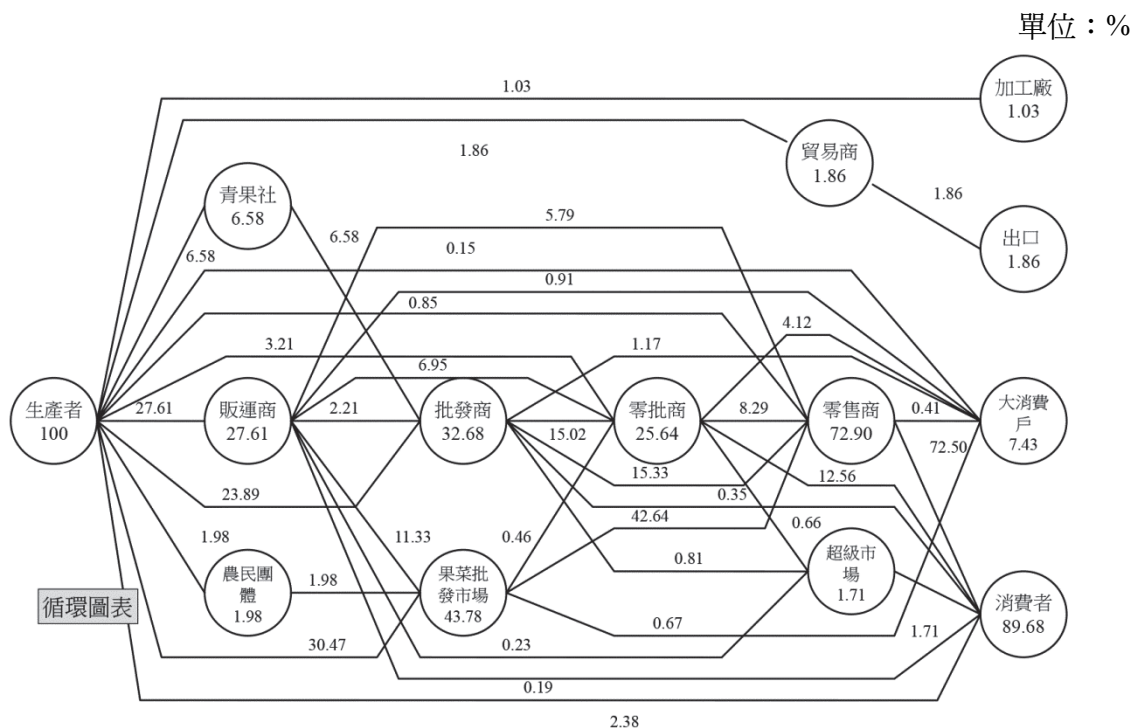 單位：%
1.03
加工廠
1.03
1.86
貿易商
1.86
1.86
出口
1.86
青果社
6.58
6.58
6.58
5.79
0.15
0.91
0.85
4.12
3.21
6.95
1.17
生產者
100
27.61
販運商
27.61
2.21
批發商
32.68
15.02
零批商
25.64
8.29
零售商
72.90
0.41
大消費
戶
7.43
72.50
15.33
12.56
23.89
0.35
42.64
0.66
1.98
11.33
0.46
0.81
農民團
體
1.98
1.98
果菜批
發市場
43.78
超級市
場
1.71
消費者
89.68
循環圖表
30.47
0.23
0.67
1.71
0.19
2.38